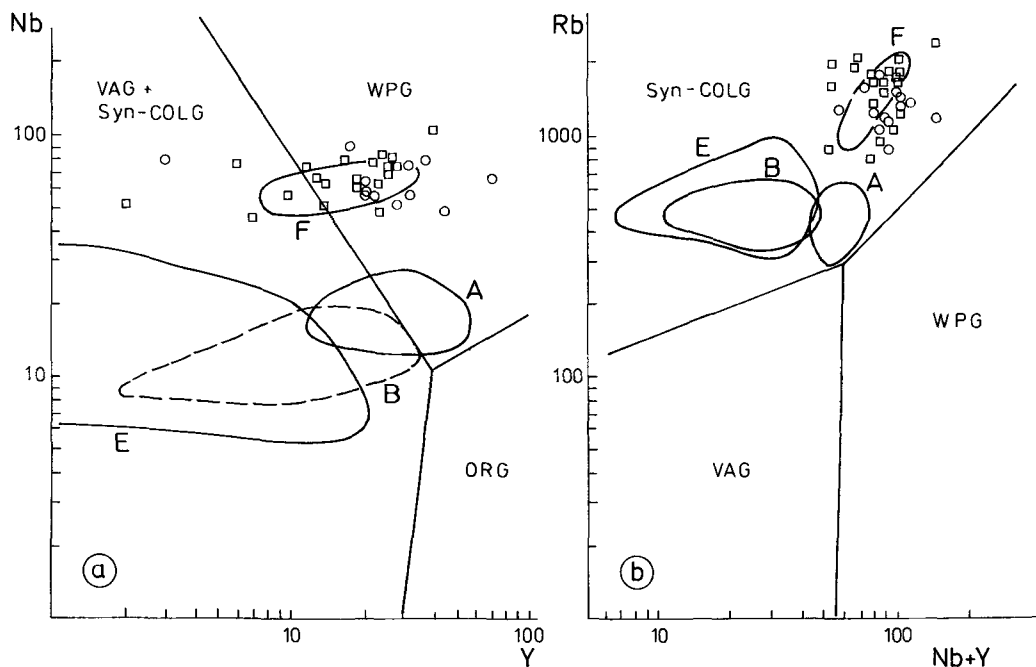 Nb
100
10
VAG +
Syn-COLG
WPG
F
A
B
E
ORG
a
10
100
Y
Rb
1000
100
Syn-COLG
F
E
B
A
WPG
VAG
b
10
100
Nb+Y